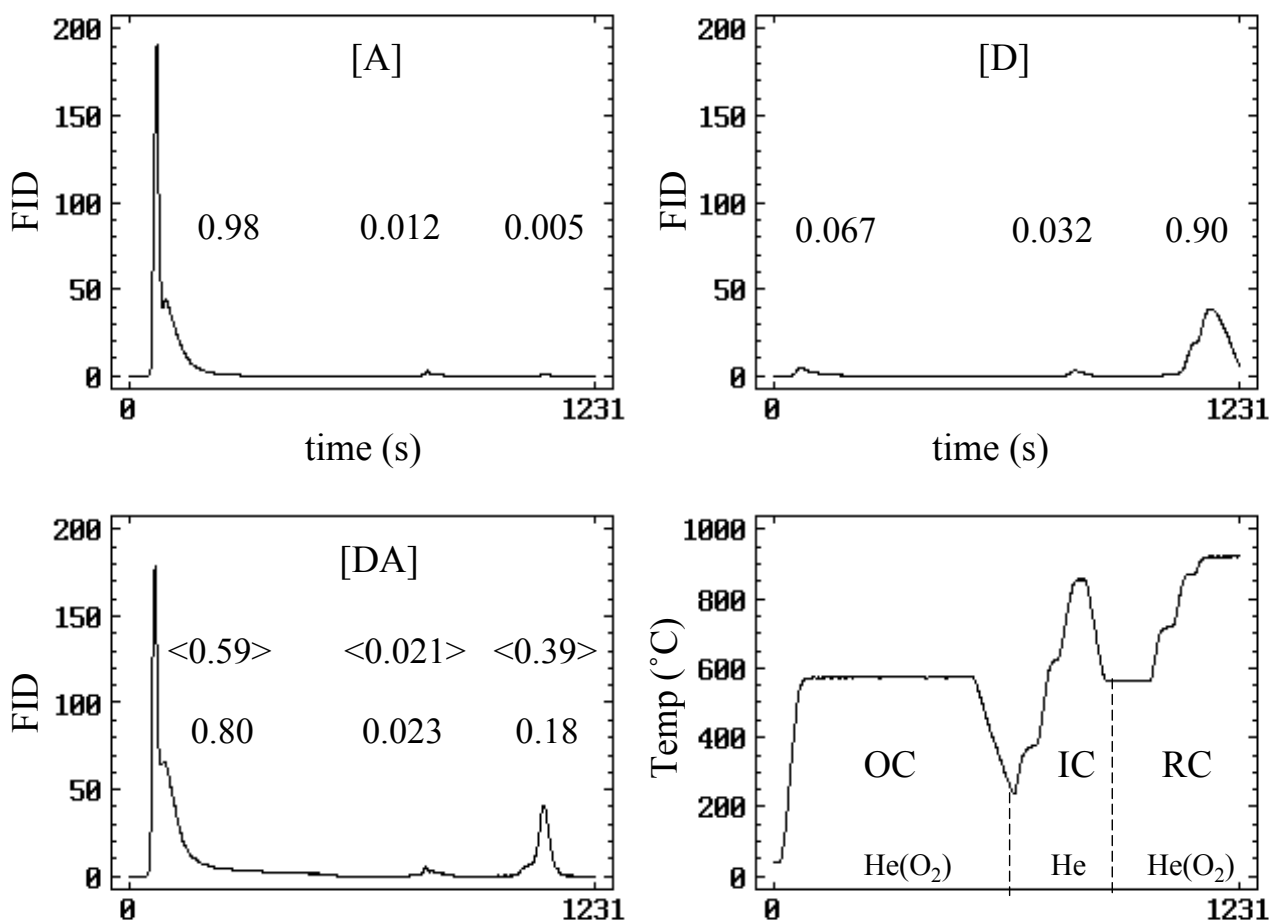 200
[A]
150
FID
100
0.98 0.012 0.005
50
0
0 1231
time (s)
200
[D]
150
FID
100
0.067 0.032 0.90
50
0
0 1231
time (s)
200
[DA]
150
<0.59> <0.021> <0.39>
FID
100
0.80 0.023 0.18
50
0
0 1231
1000
800
Temp (˚C)
600
400
OC IC RC
200
He(O₂) He He(O₂)
0
0 1231